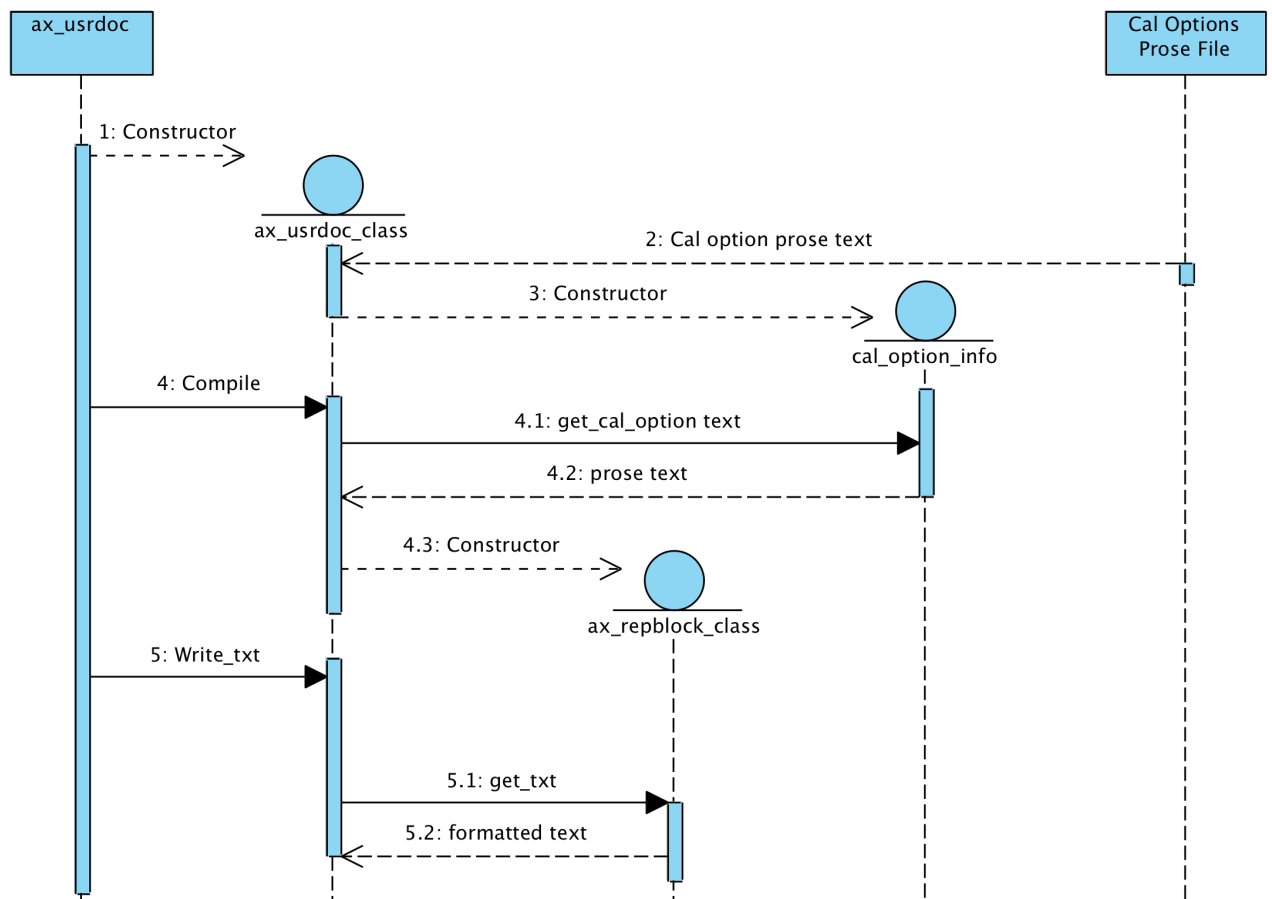 ax_usrdoc
Cal Options
Prose File
1: Constructor
ax_usrdoc_class
2: Cal option prose text
3: Constructor
cal_option_info
4: Compile
4.1: get_cal_option text
4.2: prose text
4.3: Constructor
ax_repblock_class
5: Write_txt
5.1: get_txt
5.2: formatted text